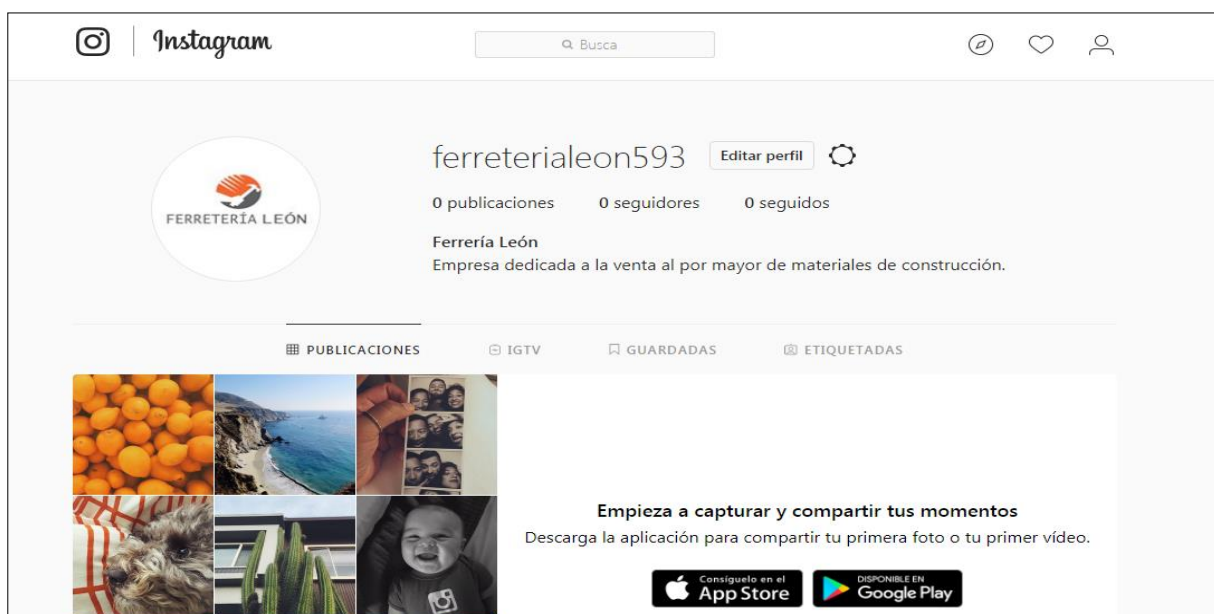 Instagram
Busca
ferreterialeon593 Editar perfil
0 publicaciones 0 seguidores 0 seguidos
FERRETERÍA LEÓN
Ferrería León
Empresa dedicada a la venta al por mayor de materiales de construcción.
PUBLICACIONES IGTV GUARDADAS ETIQUETADAS
Empieza a capturar y compartir tus momentos
Descarga la aplicación para compartir tu primera foto o tu primer vídeo.
Consíguelo en el
App Store
DISPONIBLE EN
Google Play